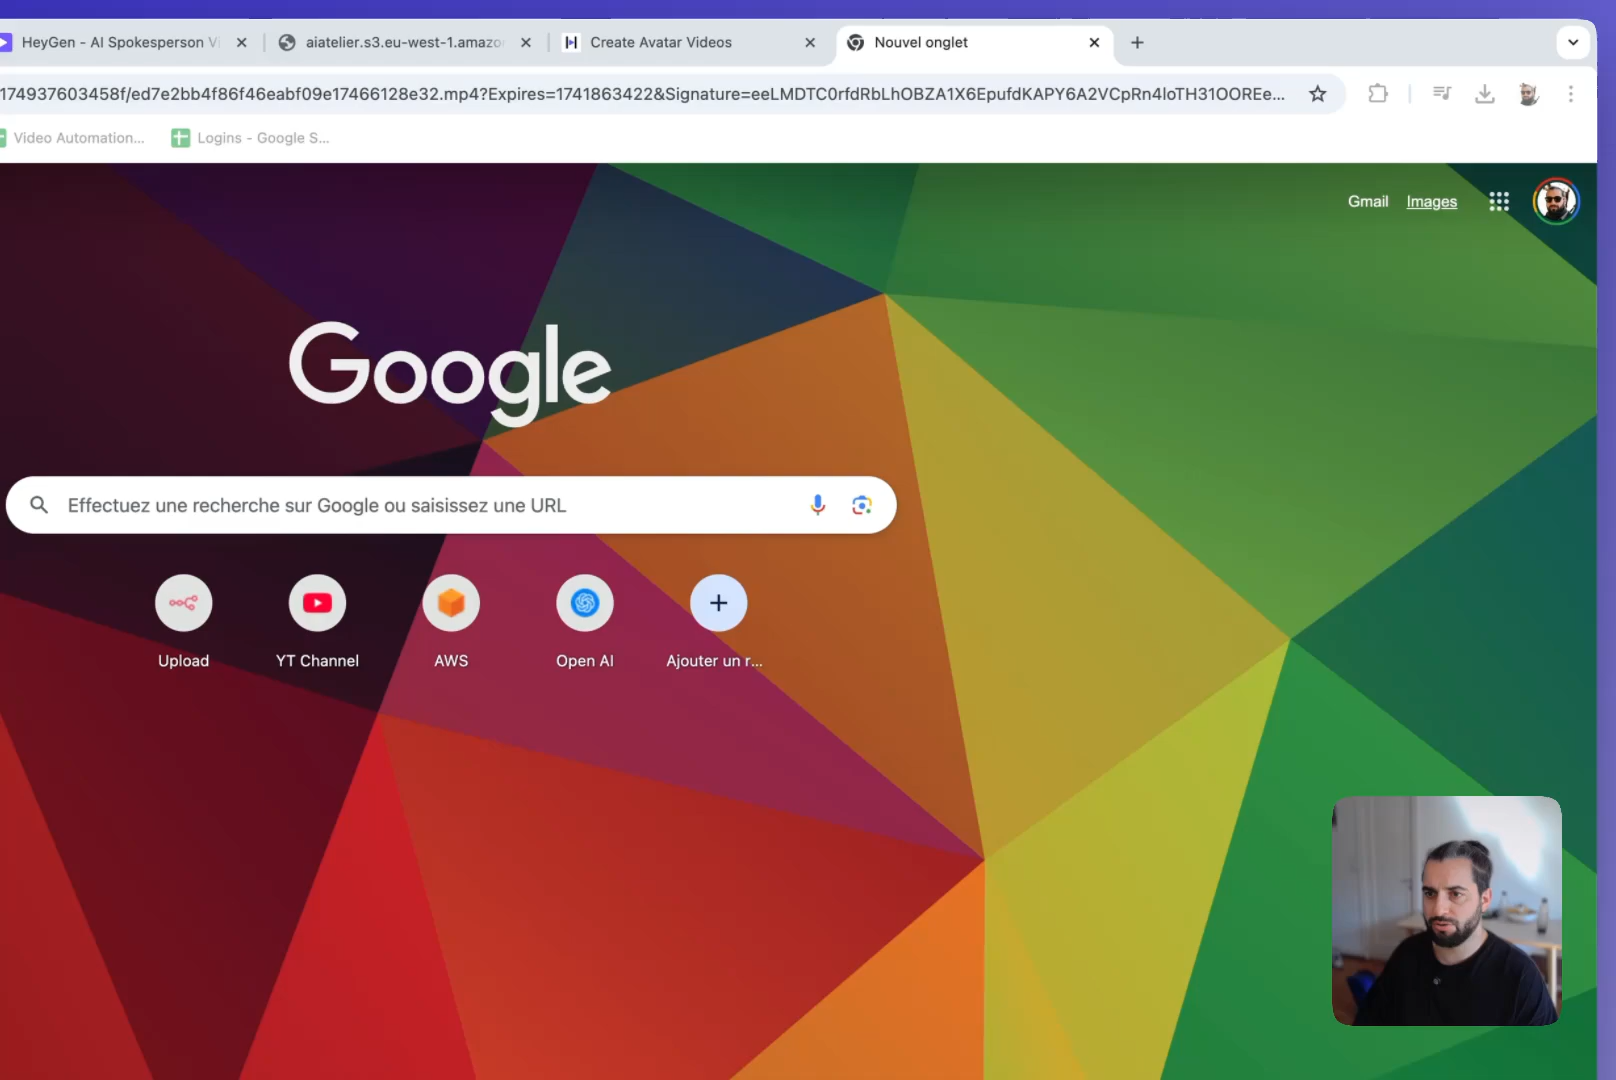 HeyGen - AI Spokesperson Vi
aiatelier.s3.eu-west-1.amazo
Create Avatar Videos
Nouvel onglet
174937603458f/ed7e2bb4f86f46eabf09e17466128e32.mp4?Expires=1741863422&Signature=eeLMDTC0rfdRbLhOBZA1X6EpufdKAPY6A2VCpRn4loTH31OOREe...
Video Automation...
Logins - Google S...
Gmail
Images
Google
Effectuez une recherche sur Google ou saisissez une URL
Upload
YT Channel
AWS
Open AI
Ajouter un r...